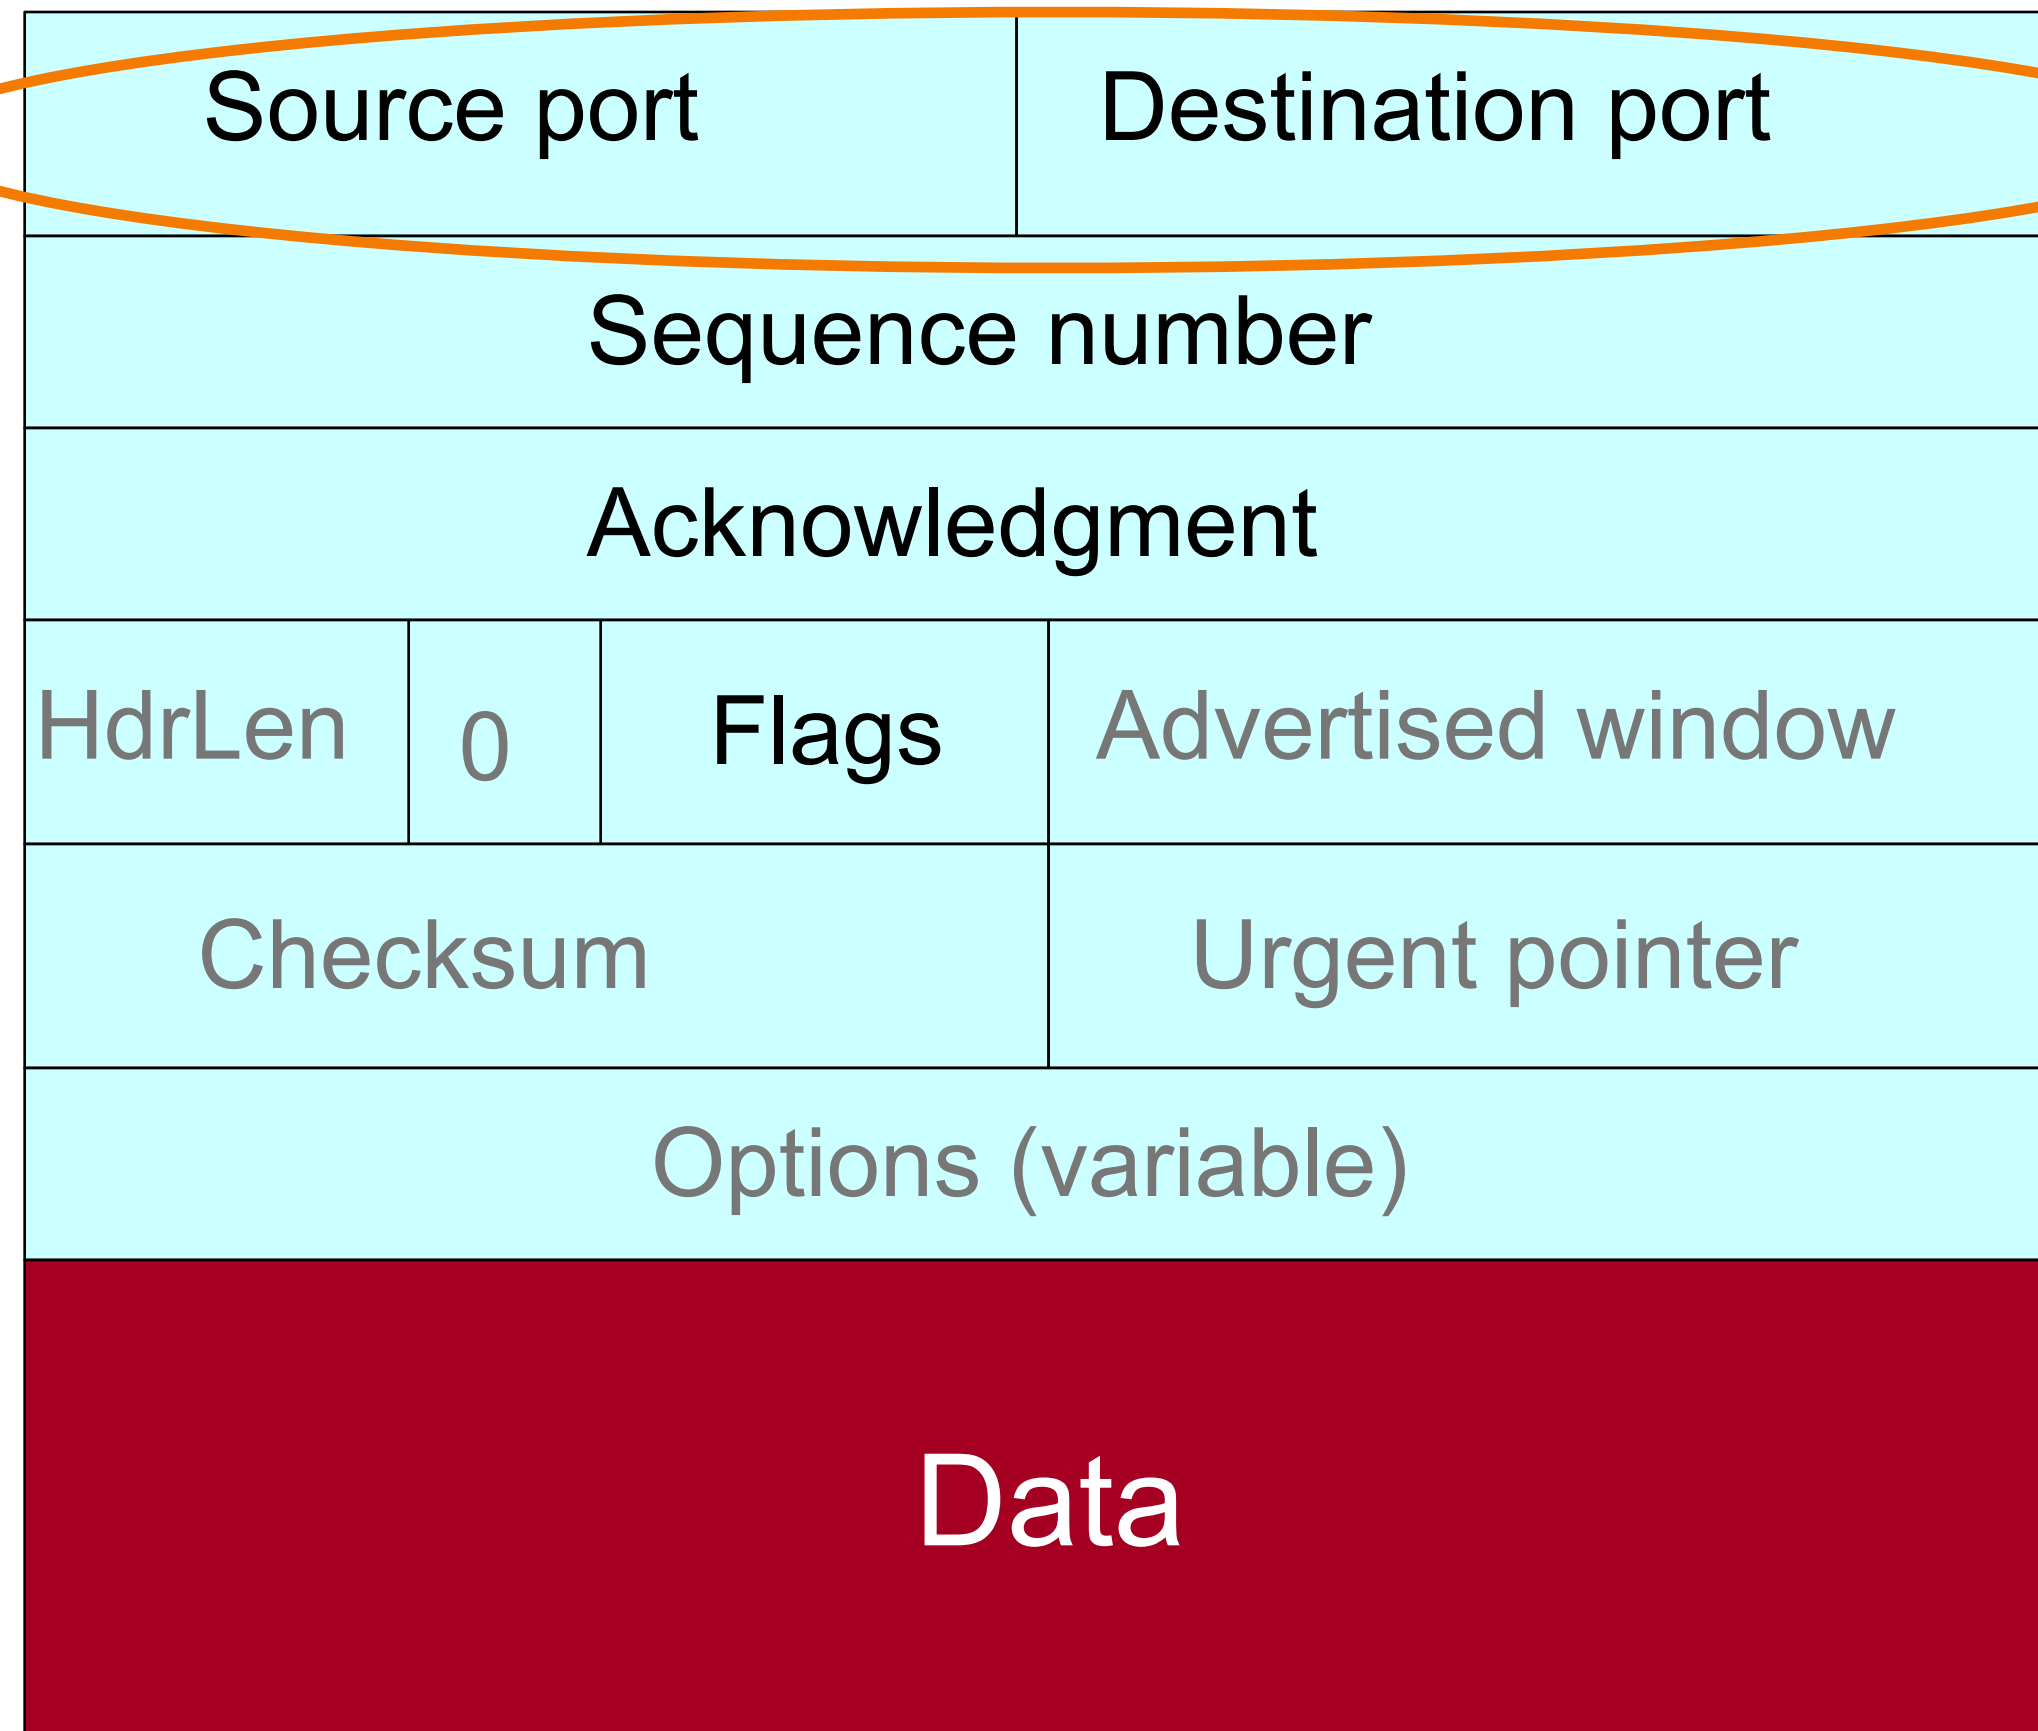 Source port Destination port
Sequence number
Acknowledgment
HdrLen 0 Flags Advertised window
Checksum Urgent pointer
Options (variable)
Data